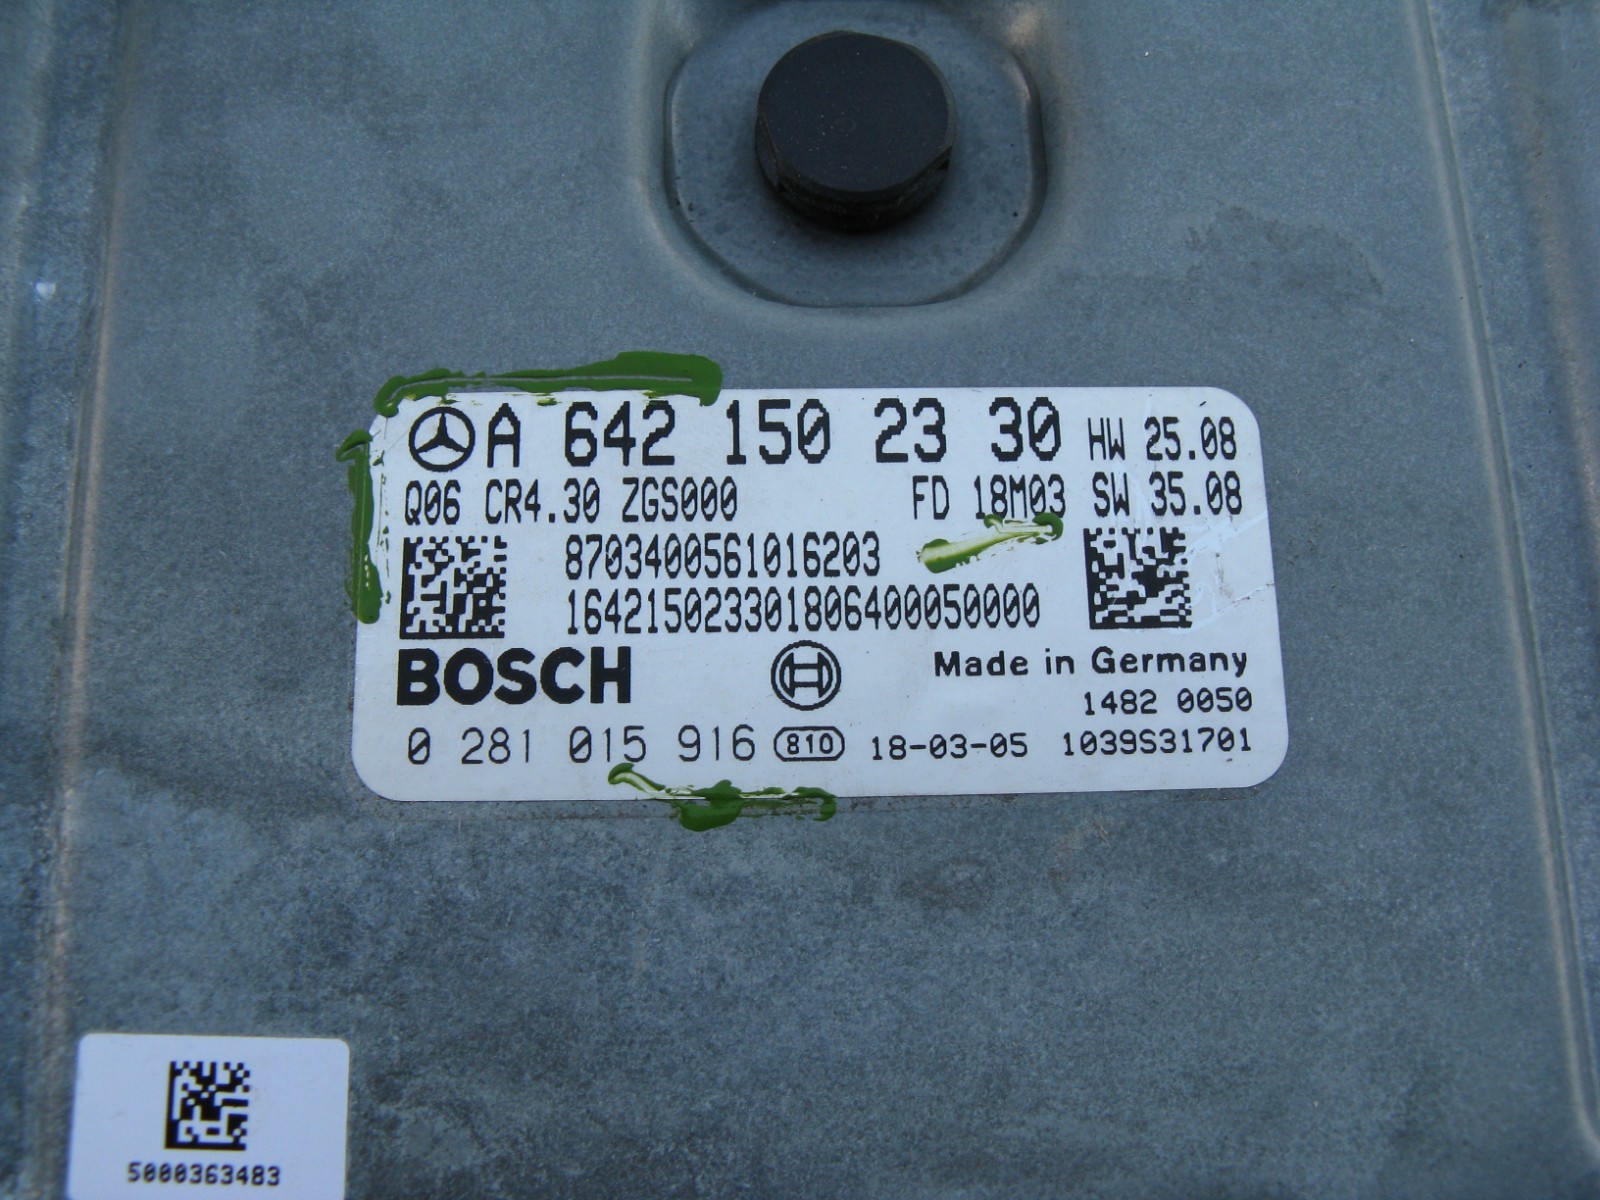 A 642 150 23 30 HW 25.08
Q06 CR4.30 ZGS000 FD 18M03 SW 35.08
8703400561016203
164215023301806400050000
BOSCH Made in Germany
1482 0050
0 281 015 916 810 18-03-05 1039S31701
5000363483